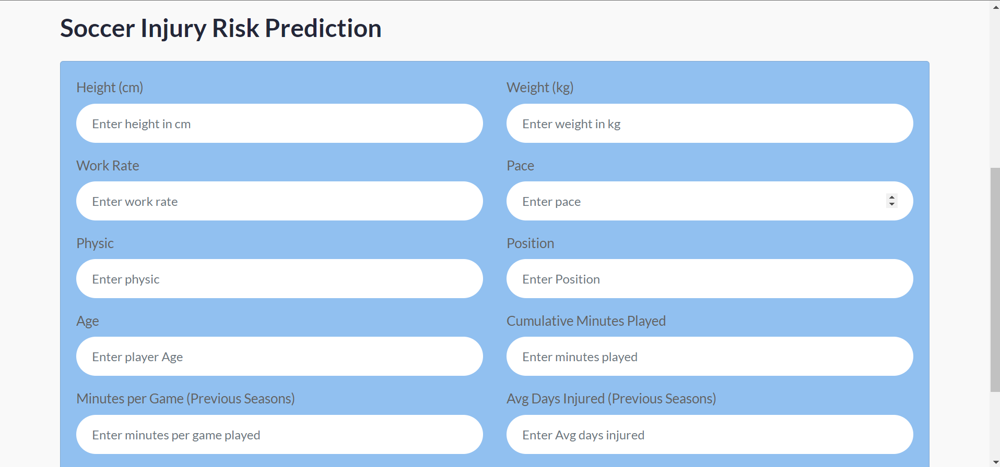 Soccer Injury Risk Prediction
Height (cm)
Weight (kg)
Enter height in cm
Enter weight in kg
Work Rate
Pace
Enter work rate
Enter pace
Physic
Position
Enter physic
Enter Position
Age
Cumulative Minutes Played
Enter player Age
Enter minutes played
Minutes per Game (Previous Seasons)
Avg Days Injured (Previous Seasons)
Enter minutes per game played
Enter Avg days injured